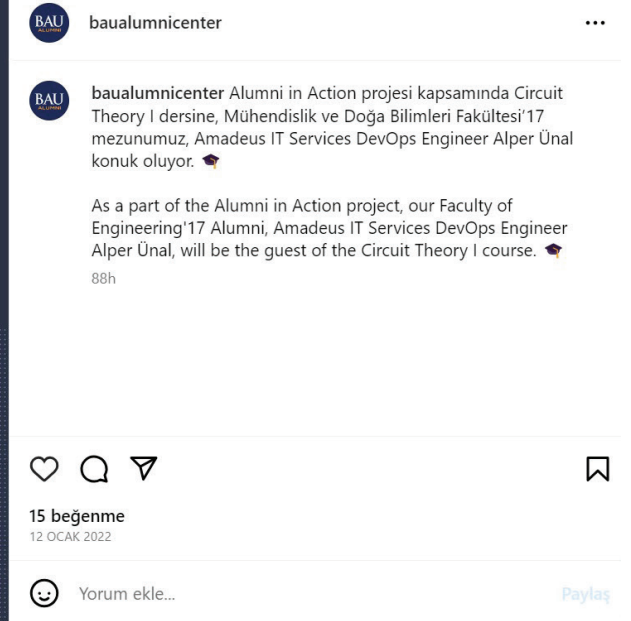 BAU
ALUMNI
baualumnicenter
BAU
ALUMNI
baualumnicenter Alumni in Action projesi kapsamında Circuit
Theory I dersine, Mühendislik ve Doğa Bilimleri Fakültesi’17
mezunumuz, Amadeus IT Services DevOps Engineer Alper Ünal
konuk oluyor. 🎓
As a part of the Alumni in Action project, our Faculty of
Engineering'17 Alumni, Amadeus IT Services DevOps Engineer
Alper Ünal, will be the guest of the Circuit Theory I course. 🎓
88h
15 beğenme
12 OCAK 2022
Yorum ekle...
Paylaş